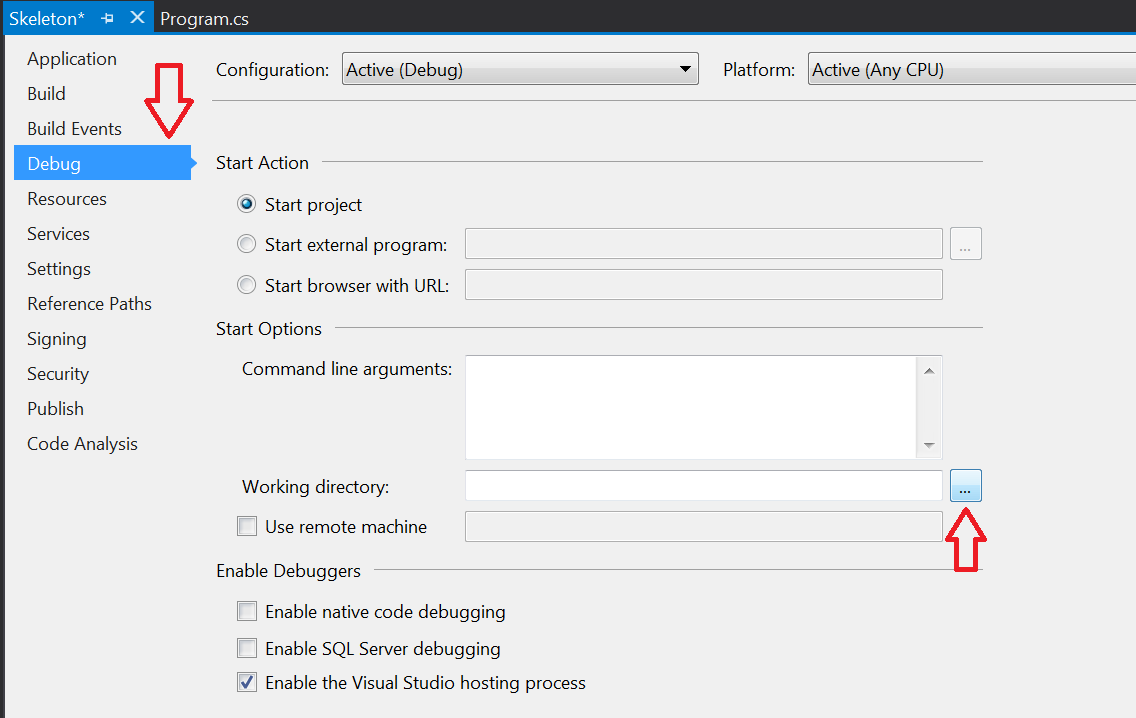 Skeleton* Program.cs
Application
Build
Build Events
Debug
Resources
Services
Settings
Reference Paths
Signing
Security
Publish
Code Analysis
Configuration: Active (Debug) Platform: Active (Any CPU)
Start Action
Start project
Start external program: ...
Start browser with URL:
Start Options
Command line arguments:
Working directory: ...
Use remote machine
Enable Debuggers
Enable native code debugging
Enable SQL Server debugging
Enable the Visual Studio hosting process